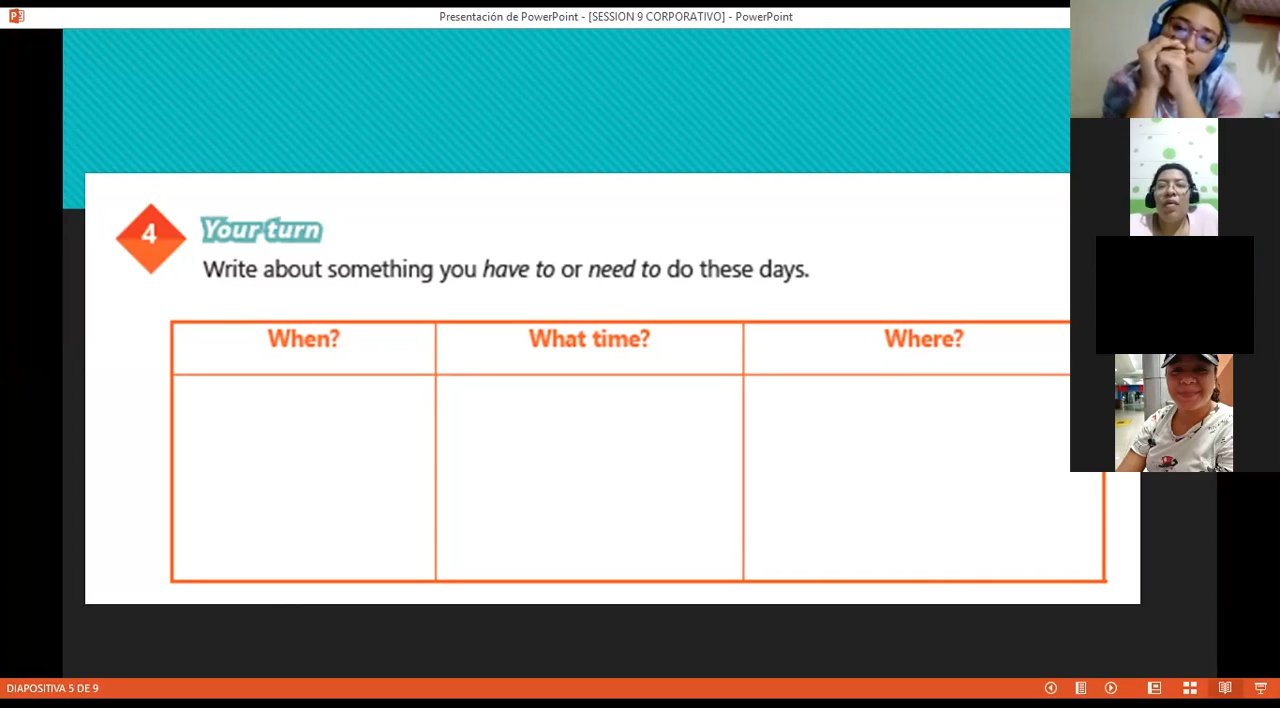 Presentación de PowerPoint - [SESSION 9 CORPORATIVO] - PowerPoint
4
Your turn
Write about something you have to or need to do these days.
When? What time? Where?
DIAPOSITIVA 5 DE 9